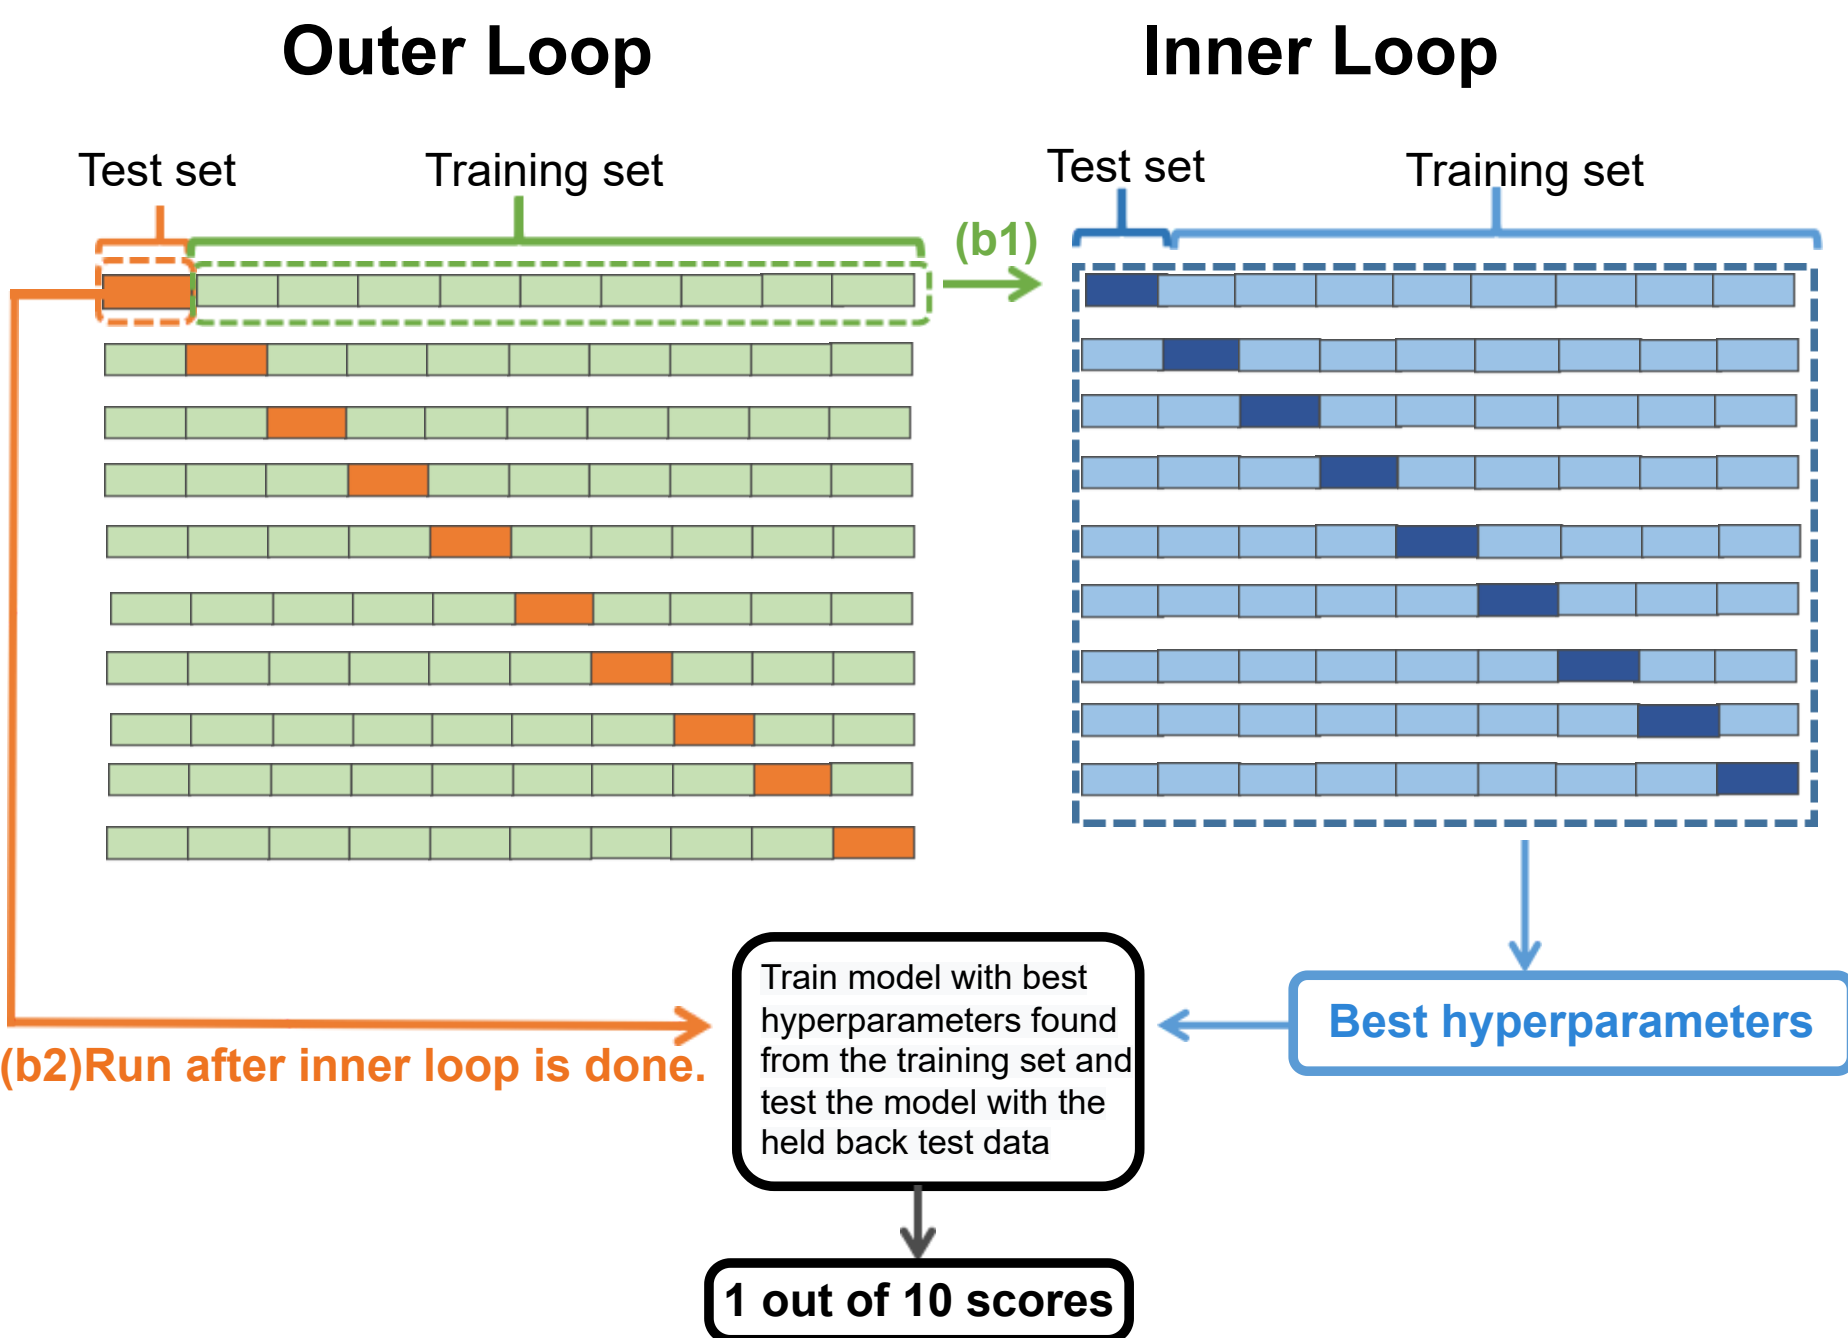 Outer Loop
Inner Loop
Test set
Training set
Test set
Training set
(b1)
Train model with best
hyperparameters found
from the training set and
test the model with the
held back test data
Best hyperparameters
(b2)Run after inner loop is done.
1 out of 10 scores